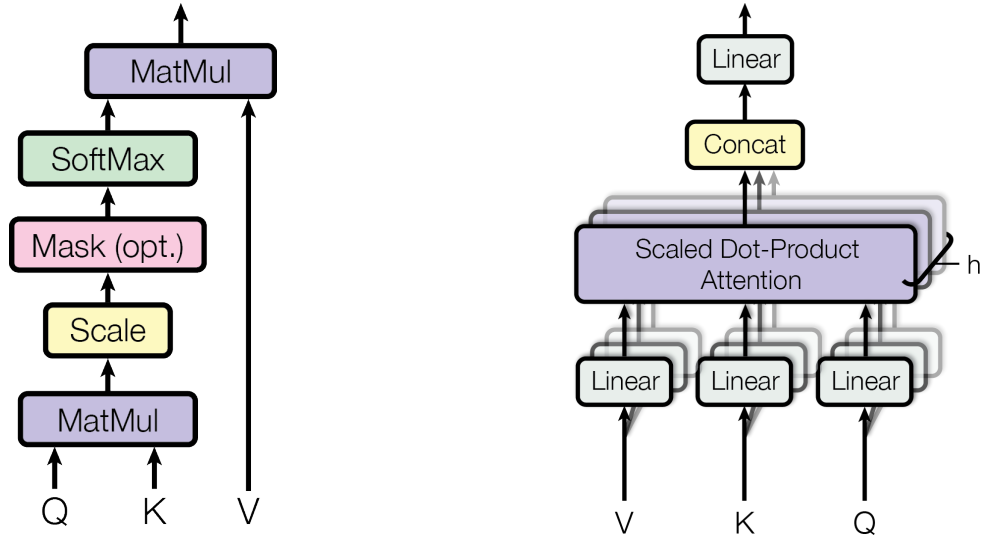 MatMul
SoftMax
Mask (opt.)
Scale
MatMul
Q K V
Linear
Concat
Scaled Dot-Product
Attention
h
Linear Linear Linear
V K Q